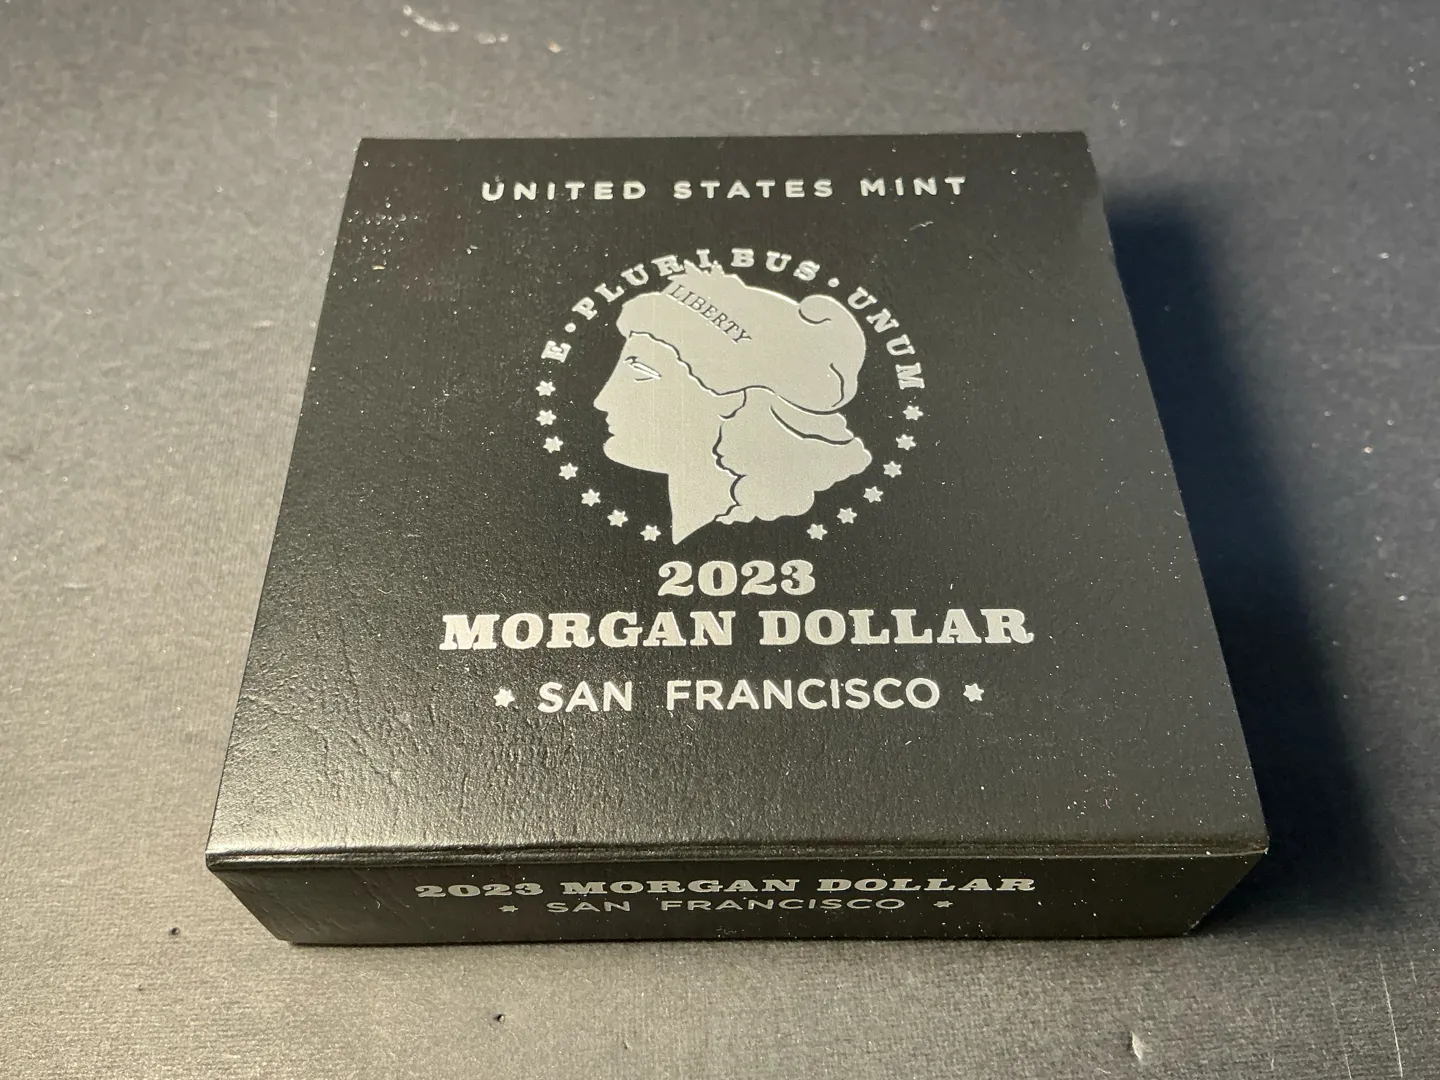 UNITED STATES MINT
E·PLURIBUS·UNUM
LIBERTY
2023
MORGAN DOLLAR
★ SAN FRANCISCO ★
2023 MORGAN DOLLAR
★ SAN FRANCISCO ★